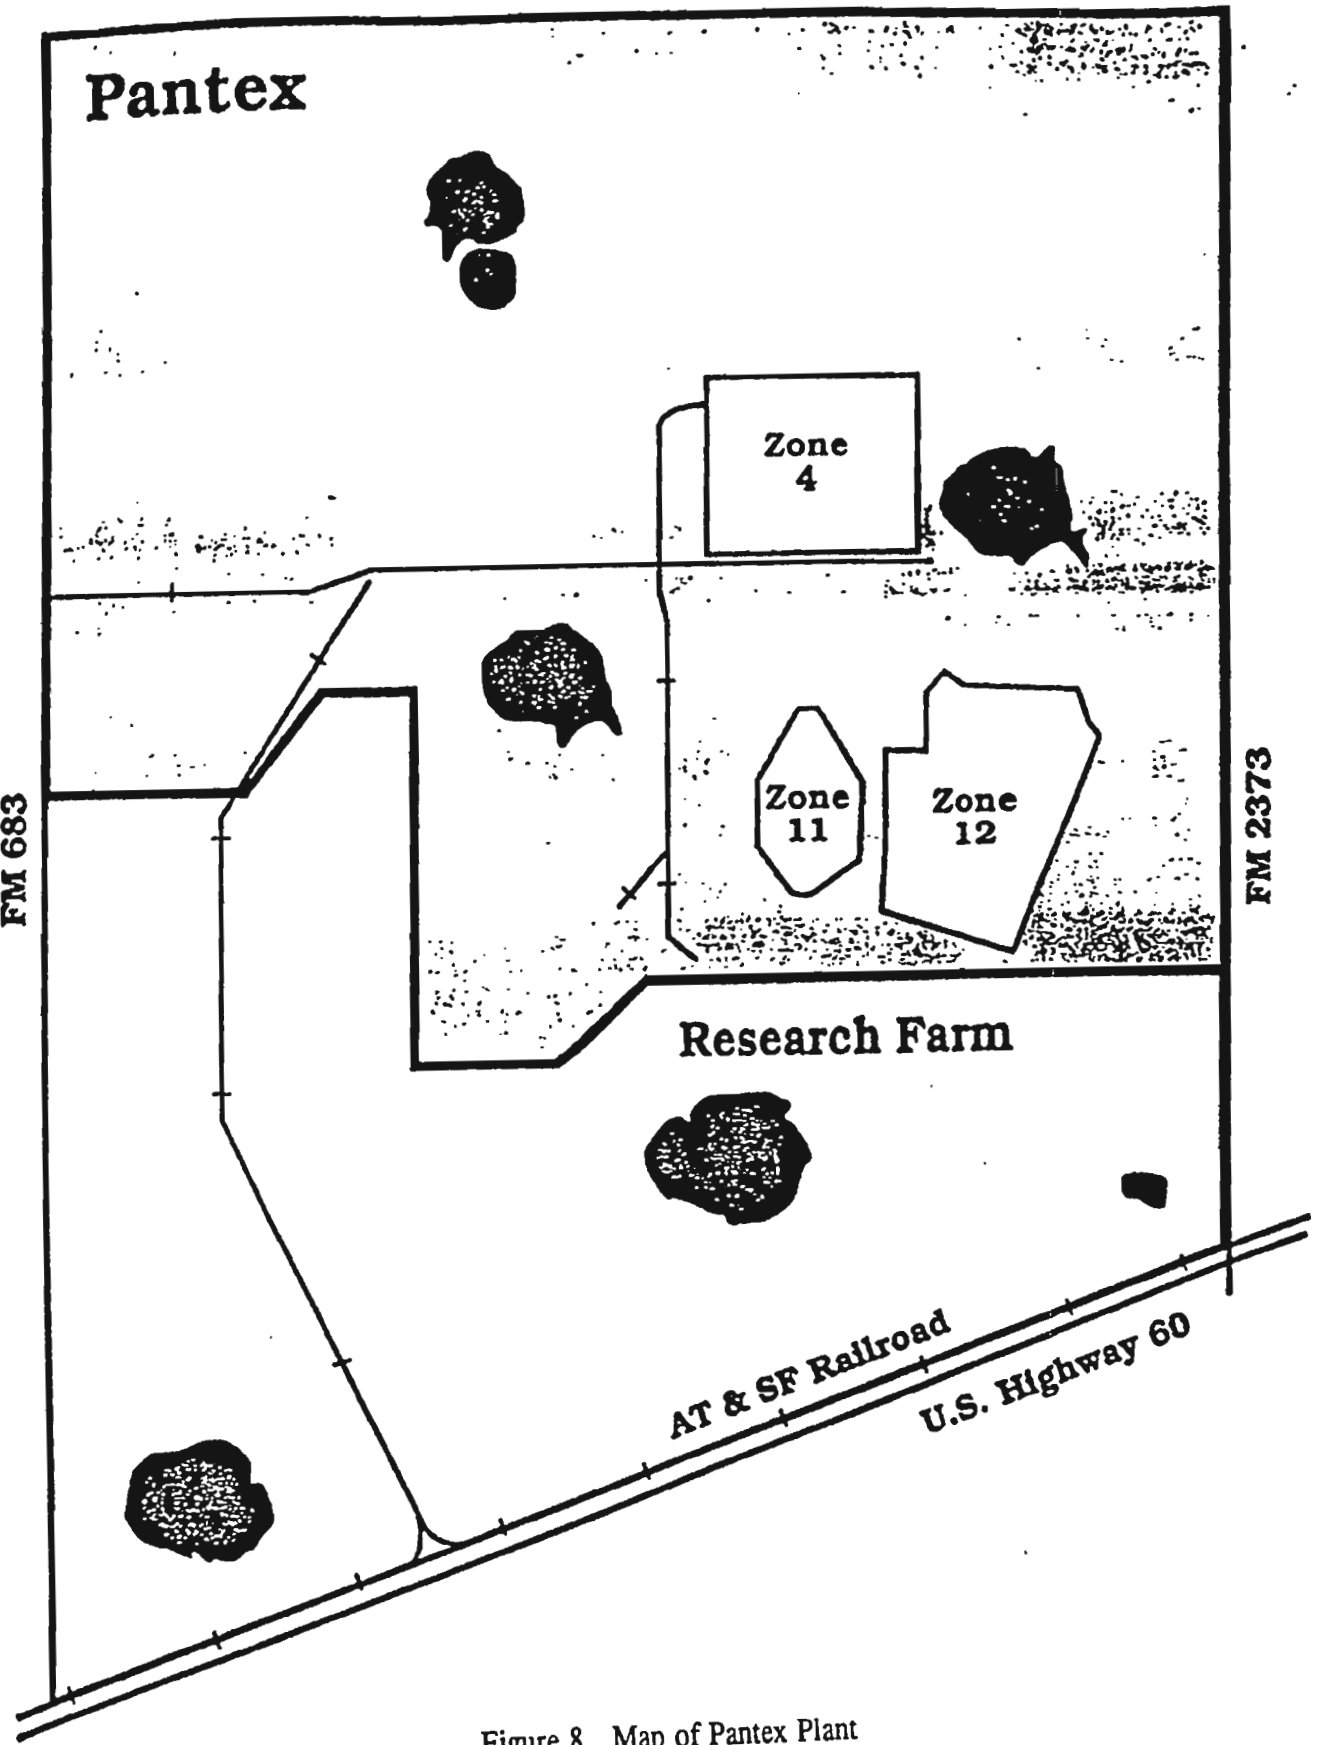 Pantex
Zone
4
Zone
11
Zone
12
FM 683
FM 2373
Research Farm
AT & SF Railroad
U.S. Highway 60
Figure 8 Map of Pantex Plant